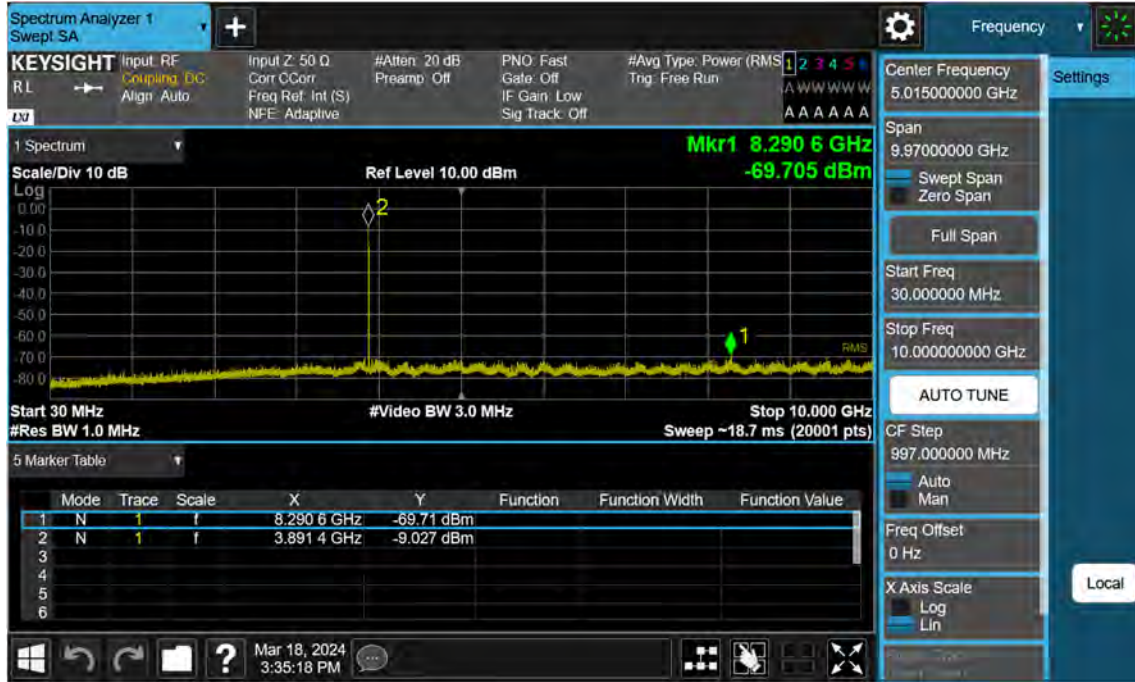 Spectrum Analyzer 1
Swept SA
Frequency
Settings
KEYSIGHT
RL
LXI
Input: RF
Coupling: DC
Align: Auto
Input Z: 50 Ω
Corr CCorr
Freq Ref: Int (S)
NFE: Adaptive
#Atten: 20 dB
Preamp: Off
PNO: Fast
Gate: Off
IF Gain: Low
Sig Track: Off
#Avg Type: Power (RMS
Trig: Free Run
1 2 3 4 5 6
A W W W W W
A A A A A A
1 Spectrum
Scale/Div 10 dB
Ref Level 10.00 dBm
Mkr1 8.290 6 GHz
-69.705 dBm
Log
0.00
-10.0
-20.0
-30.0
-40.0
-50.0
-60.0
-70.0
-80.0
2
1
RMS
Start 30 MHz
#Video BW 3.0 MHz
Stop 10.000 GHz
#Res BW 1.0 MHz
Sweep ~18.7 ms (20001 pts)
5 Marker Table
Mode Trace Scale X Y Function Function Width Function Value
1 N 1 f 8.290 6 GHz -69.71 dBm
2 N 1 f 3.891 4 GHz -9.027 dBm
3
4
5
6
Mar 18, 2024
3:35:18 PM
Center Frequency
5.015000000 GHz
Span
9.97000000 GHz
Swept Span
Zero Span
Full Span
Start Freq
30.000000 MHz
Stop Freq
10.000000000 GHz
AUTO TUNE
CF Step
997.000000 MHz
Auto
Man
Freq Offset
0 Hz
X Axis Scale
Log
Lin
Local